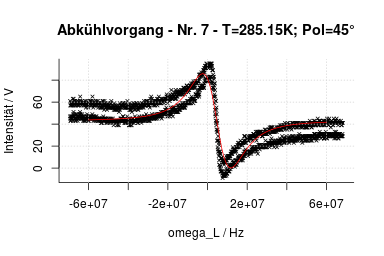 Abkühlvorgang - Nr. 7 - T=285.15K; Pol=45°
Intensität / V
60
20
0
-6e+07 -2e+07 2e+07 6e+07
omega_L / Hz